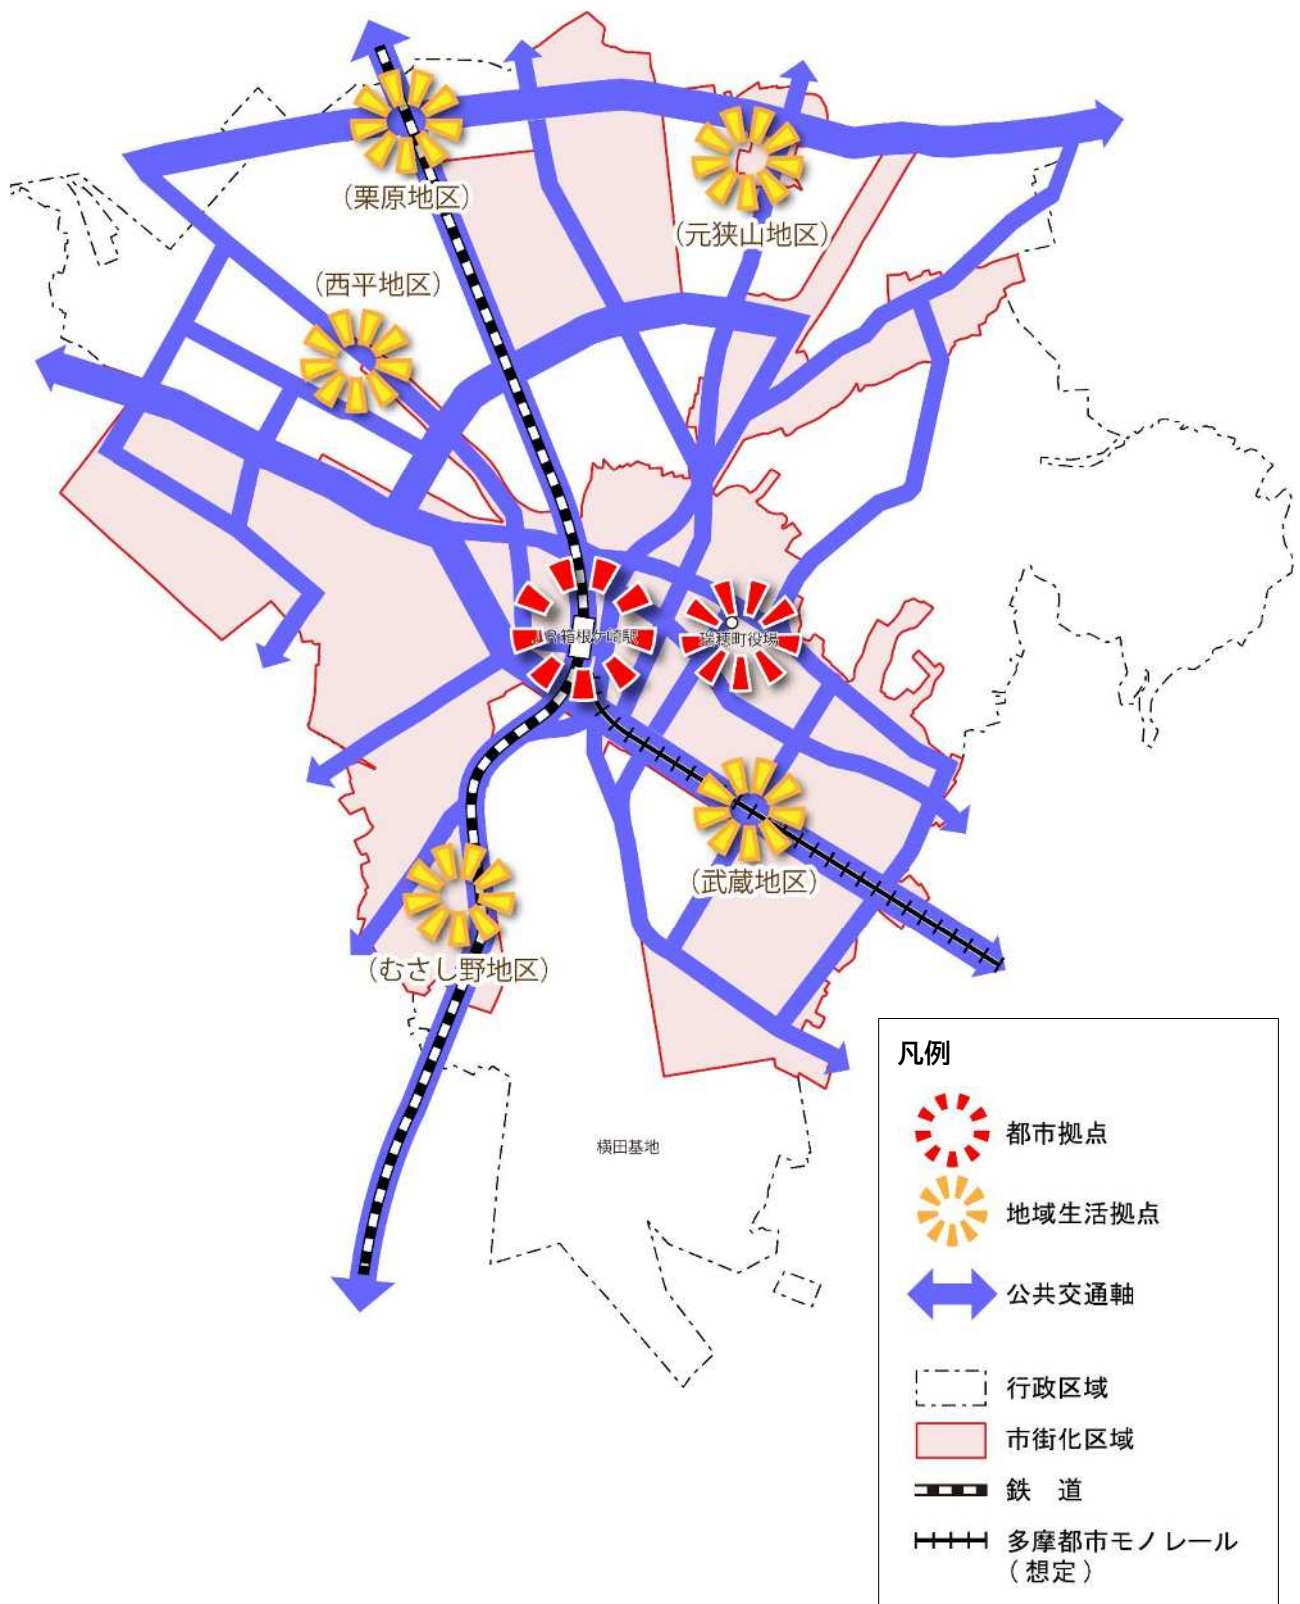 (栗原地区)
(元狭山地区)
(西平地区)
JR箱根ケ崎駅
瑞穂町役場
(武蔵地区)
(むさし野地区)
横田基地
凡例
都市拠点
地域生活拠点
公共交通軸
行政区域
市街化区域
鉄 道
多摩都市モノレール
(想定)